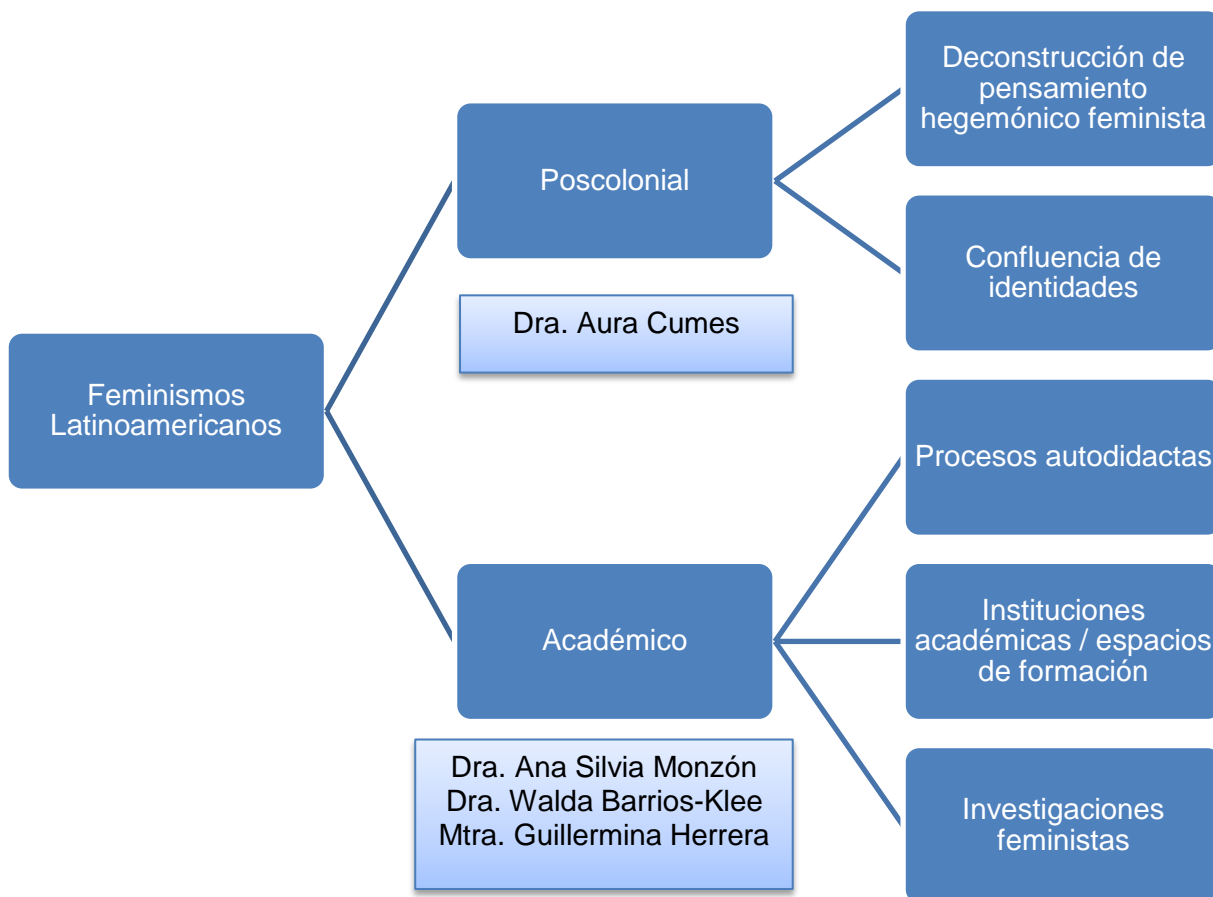 Feminismos
Latinoamericanos
Poscolonial
Dra. Aura Cumes
Deconstrucción de
pensamiento
hegemónico feminista
Confluencia de
identidades
Académico
Dra. Ana Silvia Monzón
Dra. Walda Barrios-Klee
Mtra. Guillermina Herrera
Procesos autodidactas
Instituciones
académicas / espacios
de formación
Investigaciones
feministas